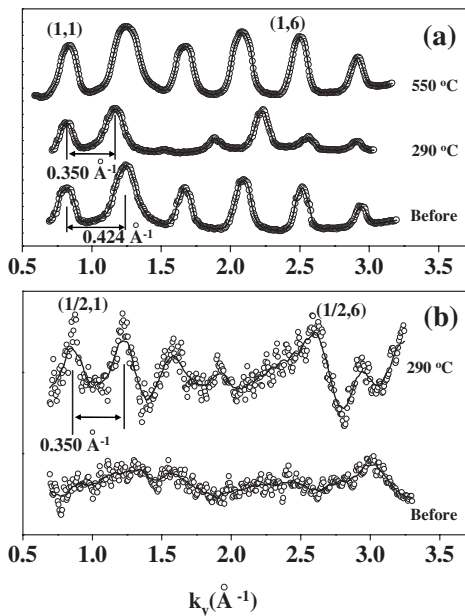 (1,1)
(1,6)
(a)
550 °C
290 °C
0.350 Å⁻¹
Before
0.424 Å⁻¹
0.5 1.0 1.5 2.0 2.5 3.0 3.5
(1/2,1)
(1/2,6)
(b)
290 °C
0.350 Å⁻¹
Before
0.5 1.0 1.5 2.0 2.5 3.0 3.5
k_y(Å⁻¹)